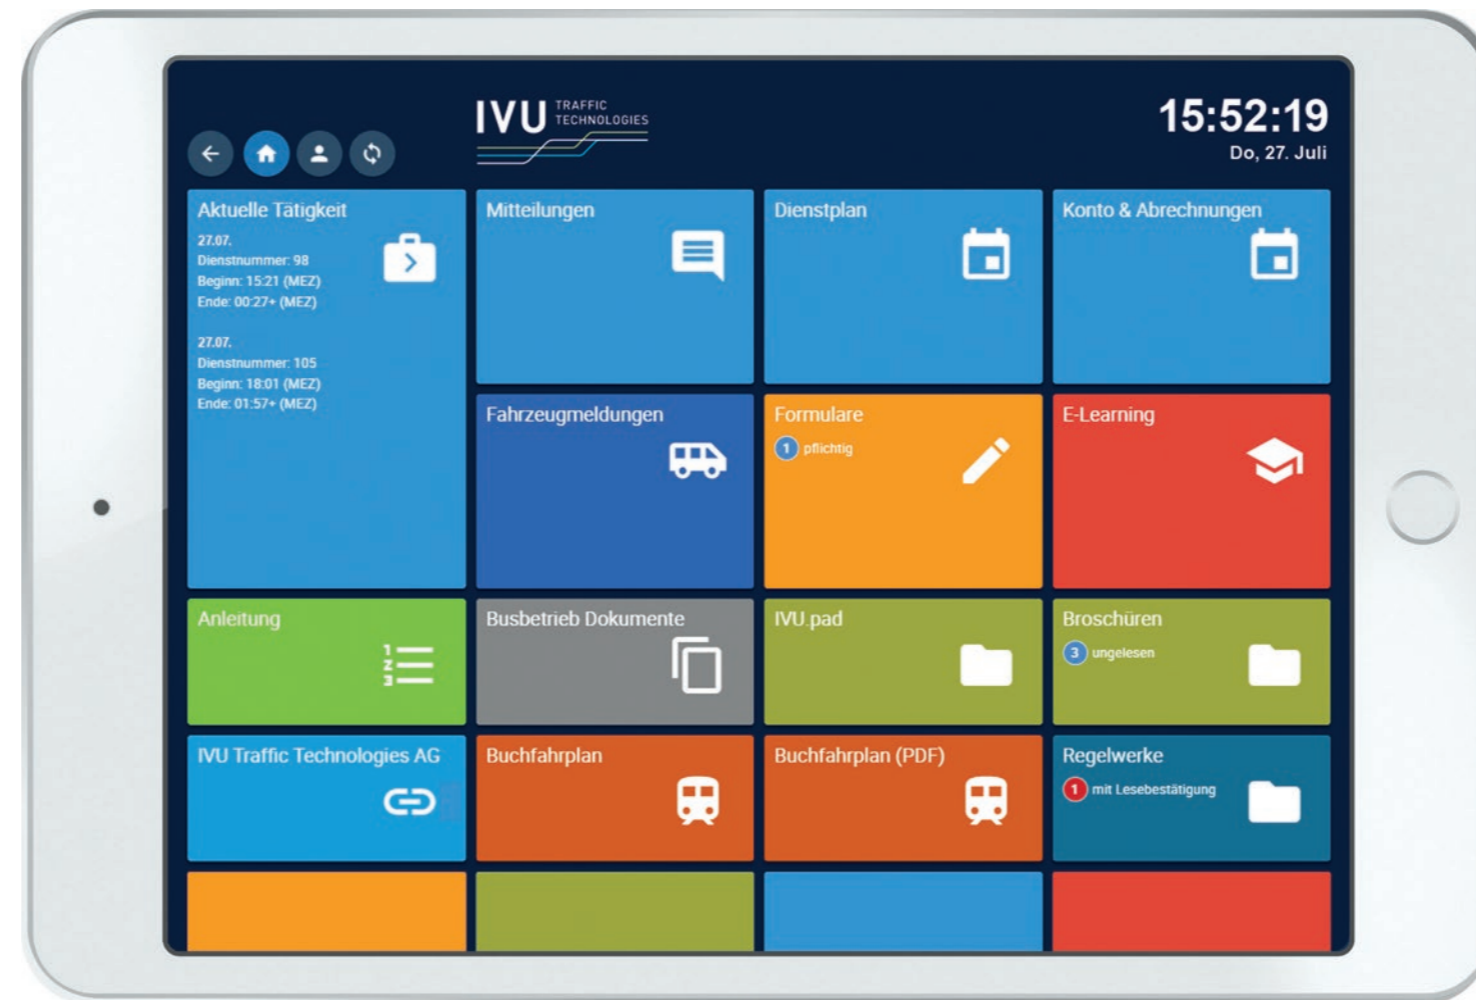 IVU TRAFFIC
TECHNOLOGIES
15:52:19
Do, 27. Juli
Aktuelle Tätigkeit
27.07.
Dienstnummer: 98
Beginn: 15:21 (MEZ)
Ende: 00:27+ (MEZ)
27.07.
Dienstnummer: 105
Beginn: 18:01 (MEZ)
Ende: 01:57+ (MEZ)
Mitteilungen
Dienstplan
Konto & Abrechnungen
Fahrzeugmeldungen
Formulare
1 pflichtig
E-Learning
Anleitung
1
2
3
Busbetrieb Dokumente
IVU.pad
Broschüren
3 ungelesen
IVU Traffic Technologies AG
Buchfahrplan
Buchfahrplan (PDF)
Regelwerke
1 mit Lesebestätigung